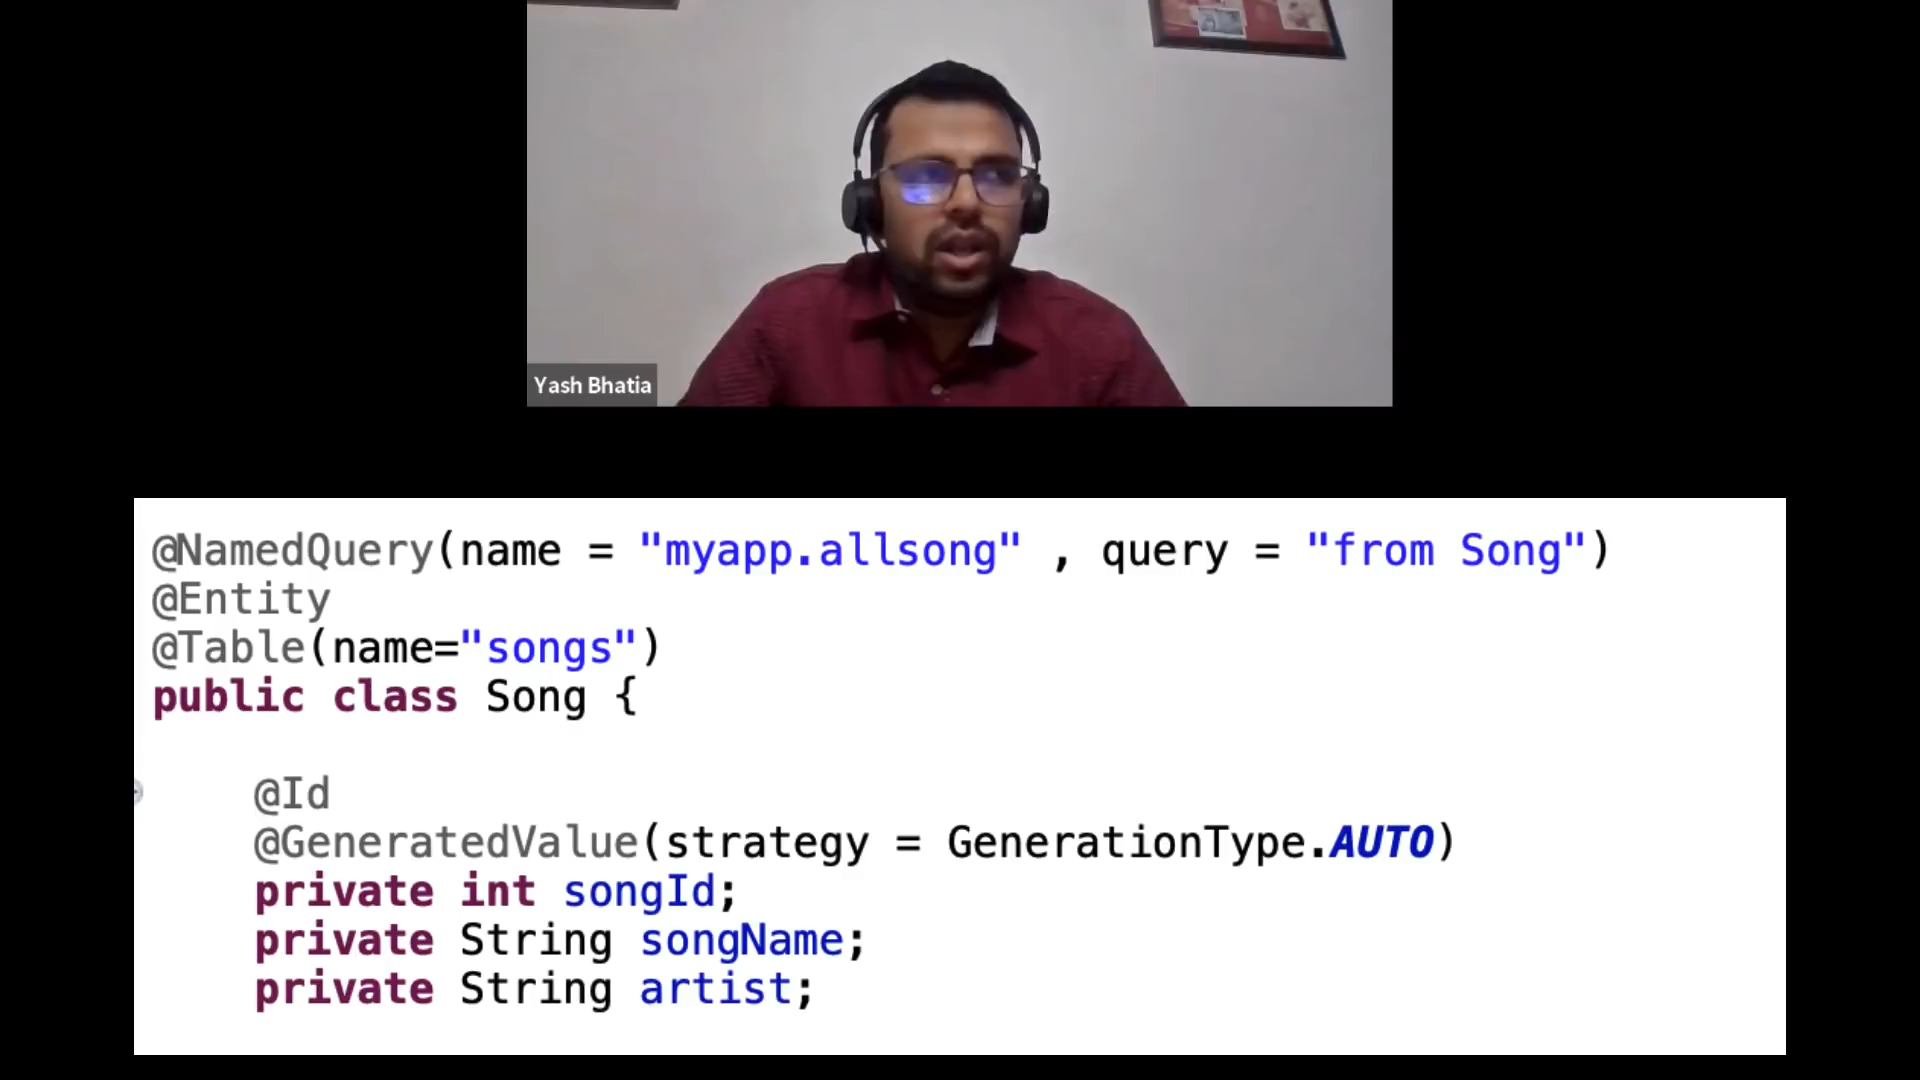 Yash Bhatia
@NamedQuery(name = "myapp.allsong" , query = "from Song")
@Entity
@Table(name="songs")
public class Song {
@Id
@GeneratedValue(strategy = GenerationType.AUTO)
private int songId;
private String songName;
private String artist;